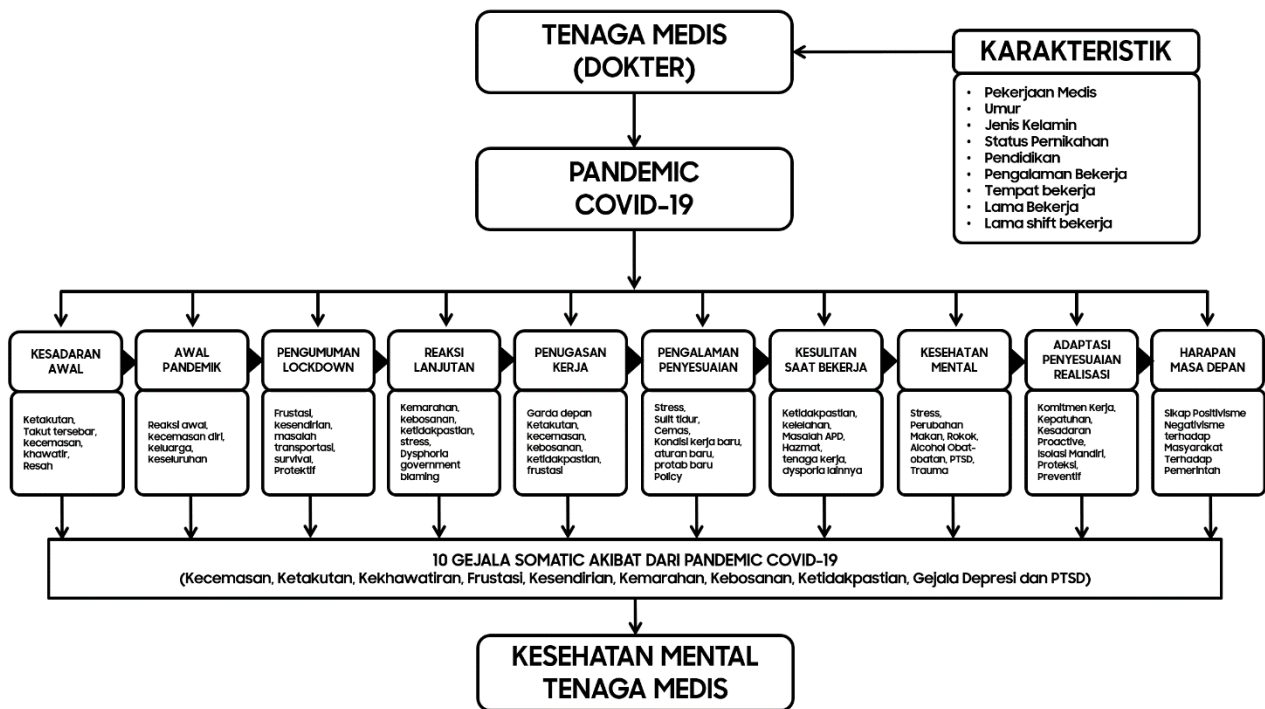 TENAGA MEDIS
(DOKTER)
KARAKTERISTIK
• Pekerjaan Medis
• Umur
• Jenis Kelamin
• Status Pernikahan
• Pendidikan
• Pengalaman Bekerja
• Tempat bekerja
• Lama Bekerja
• Lama shift bekerja
PANDEMIC
COVID-19
KESADARAN
AWAL
Ketakutan,
Takut tersebar,
kecemasan,
khawatir,
Resah
AWAL
PANDEMIK
Reaksi awal,
kecemasan diri,
keluarga,
keseluruhan
PENGUMUMAN
LOCKDOWN
Frustasi,
kesendirian,
masalah
transportasi,
survival,
Protektif
REAKSI
LANJUTAN
Kemarahan,
Kebosanan,
ketidakpastian,
stress,
Dysphoria
government
blaming
PENUGASAN
KERJA
Garda depan
Ketakutan,
kecemasan,
kebosanan,
Ketidakpastian,
frustasi
PENGALAMAN
PENYESUAIAN
Stress,
Sulit tidur,
Cemas,
Kondisi kerja baru,
aturan baru,
protab baru
Policy
KESULITAN
SAAT BEKERJA
Ketidakpastian,
kelelahan,
Masalah APD,
Hazmat,
tenaga kerja,
dysporia lainnya
KESEHATAN
MENTAL
Stress,
Perubahan
Makan, Rokok,
Alcohol Obat-
obatan, PTSD,
Trauma
ADAPTASI
PENYESUAIAN
REALISASI
Komitmen Kerja,
Kepatuhan,
Kesadaran
Proactive,
Isolasi Mandiri,
Proteksi,
Preventif
HARAPAN
MASA DEPAN
Sikap Positivisme
Negativisme
terhadap
Masyarakat
Terhadap
Pemerintah
10 GEJALA SOMATIC AKIBAT DARI PANDEMIC COVID-19
(Kecemasan, Ketakutan, Kekhawatiran, Frustasi, Kesendirian, Kemarahan, Kebosanan, Ketidakpastian, Gejala Depresi dan PTSD)
KESEHATAN MENTAL
TENAGA MEDIS